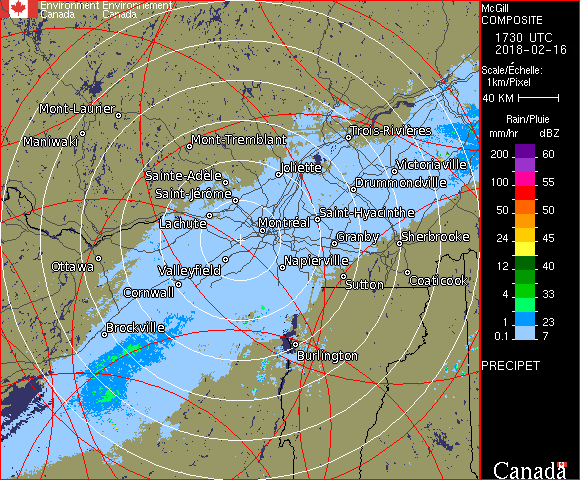 Environment Environnement
Canada Canada
McGill
COMPOSITE
1730 UTC
2018-02-16
Scale/Échelle:
1km/Pixel
40 KM
Rain/Pluie
mm/hr dBZ
200 60
100 55
50 50
24 45
12 40
4 33
1 23
0.1 7
PRECIPET
Canada
Mont-Laurier
Maniwaki
Mont-Tremblant
Trois-Rivières
Joliette
Victoriaville
Sainte-Adèle
Drummondville
Saint-Jérôme
Saint-Hyacinthe
Lachute
Montréal
Granby
Sherbrooke
Ottawa
Valleyfield
Napierville
Sutton
Coaticook
Cornwall
Brockville
Burlington